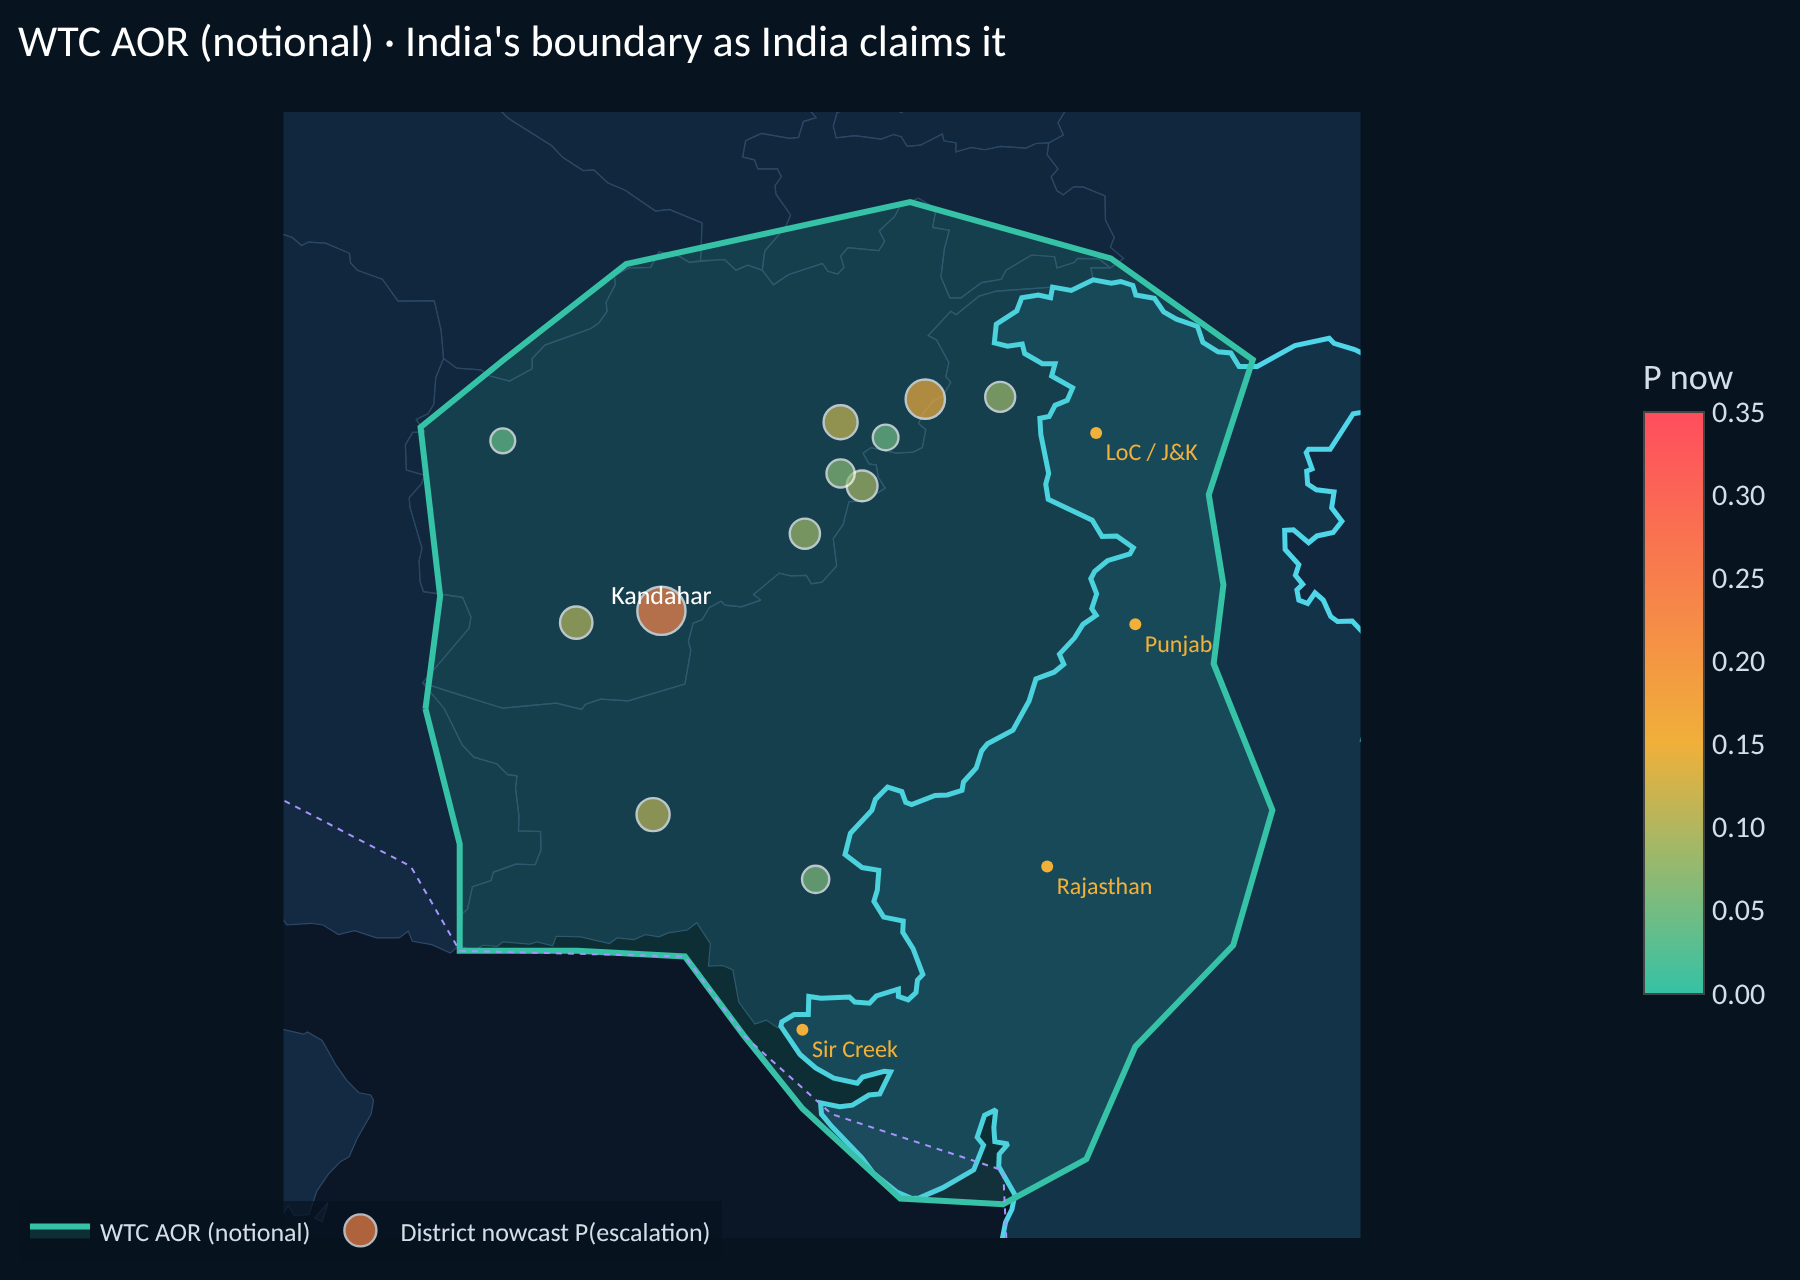 WTC AOR (notional) · India's boundary as India claims it
P now
0.35
0.30
0.25
0.20
0.15
0.10
0.05
0.00
LoC / J&K
Kandahar
Punjab
Rajasthan
Sir Creek
WTC AOR (notional)
District nowcast P(escalation)